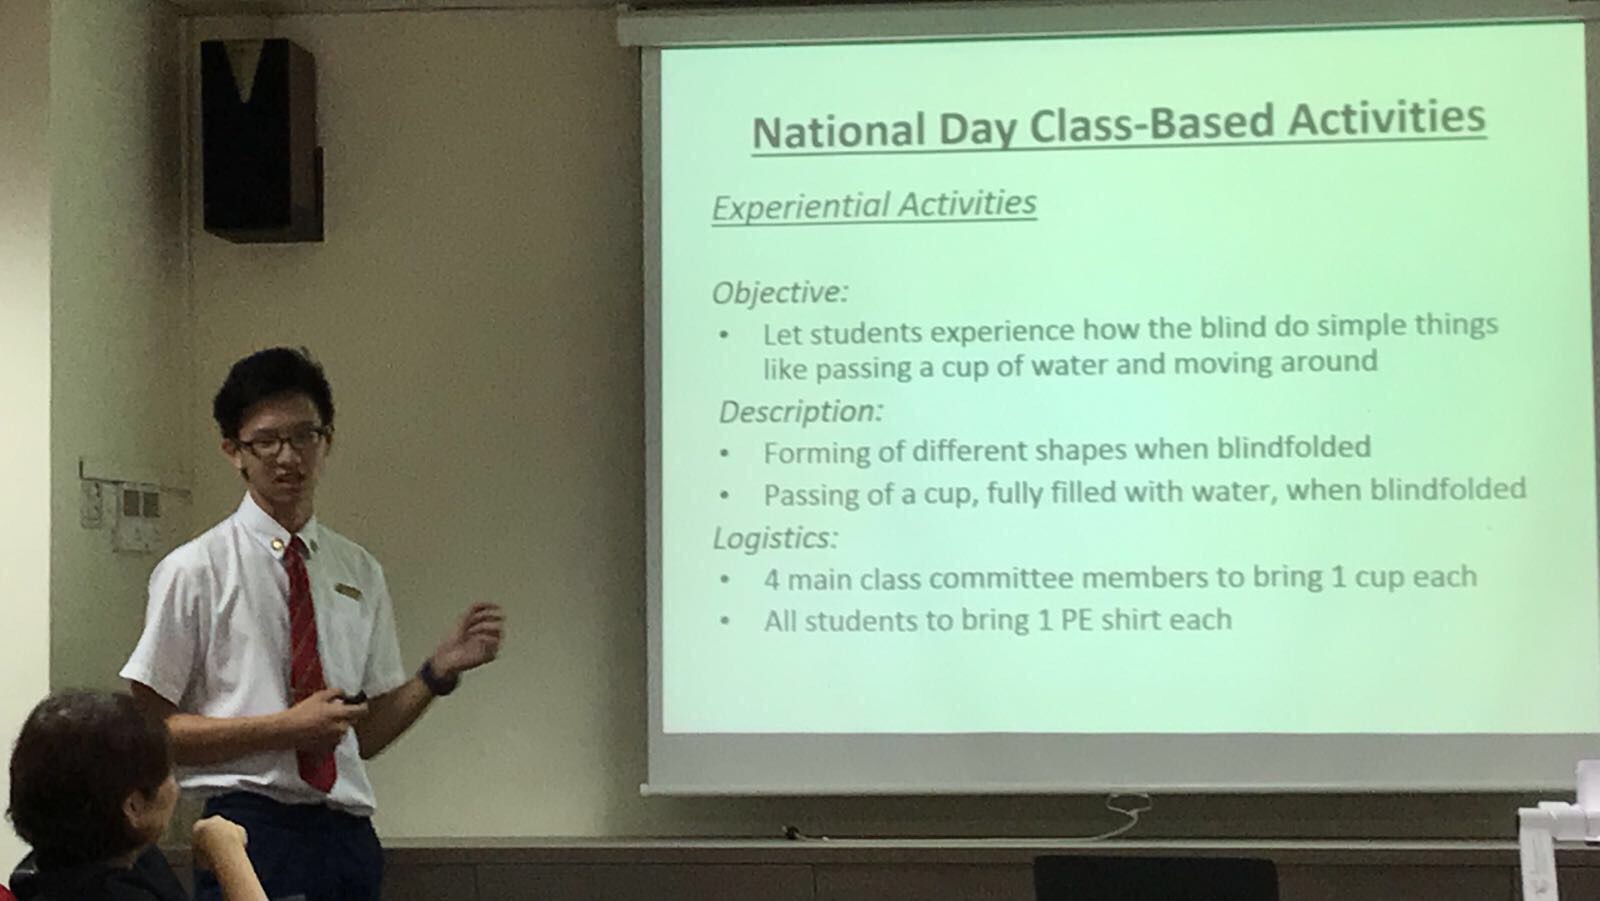 National Day Class-Based Activities
Experiential Activities
Objective:
• Let students experience how the blind do simple things
like passing a cup of water and moving around
Description:
• Forming of different shapes when blindfolded
• Passing of a cup, fully filled with water, when blindfolded
Logistics:
• 4 main class committee members to bring 1 cup each
• All students to bring 1 PE shirt each